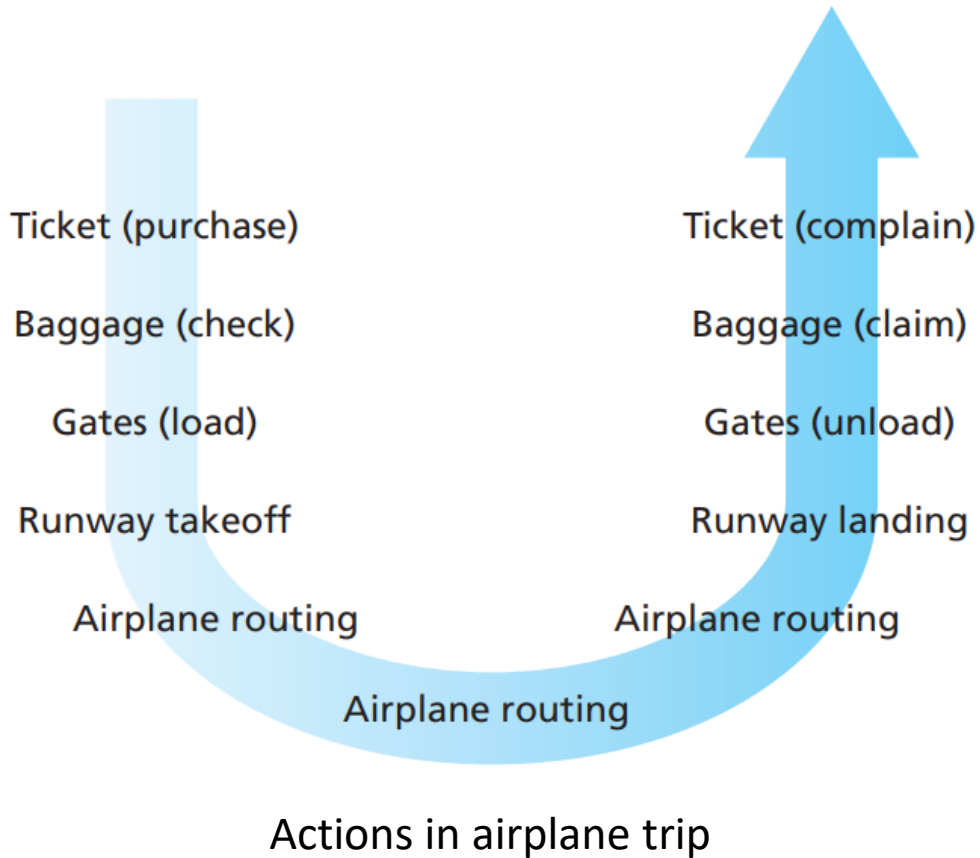 Ticket (purchase)
Ticket (complain)
Baggage (check)
Baggage (claim)
Gates (load)
Gates (unload)
Runway takeoff
Runway landing
Airplane routing
Airplane routing
Airplane routing
Actions in airplane trip